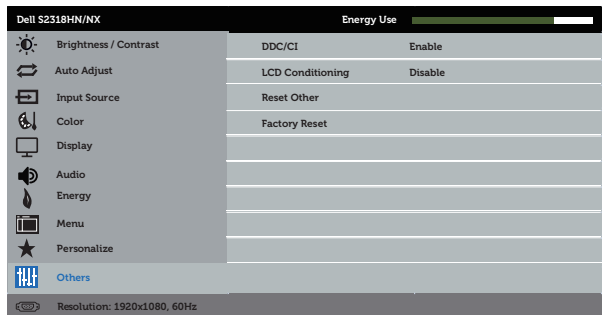 Dell S2318HN/NX Energy Use
Brightness / Contrast DDC/CI Enable
Auto Adjust LCD Conditioning Disable
Input Source Reset Other
Color Factory Reset
Display
Audio
Energy
Menu
Personalize
Others
Resolution: 1920x1080, 60Hz